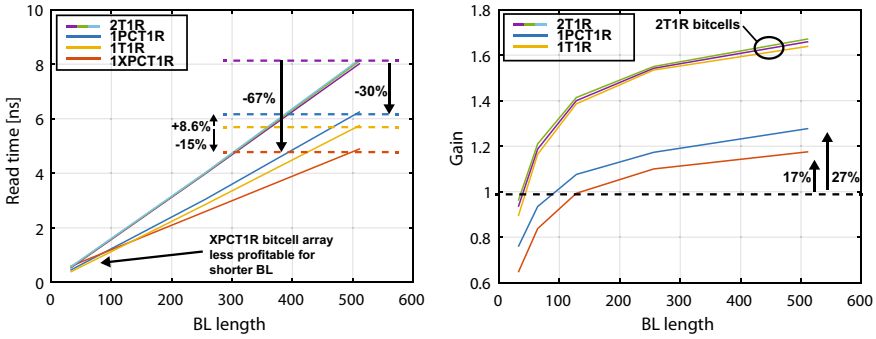 Read time [ns]
10
8
6
4
2
0
2T1R
1PCT1R
1T1R
1XPCT1R
-67%
-30%
+8.6%
-15%
XPCT1R bitcell array
less profitable for
shorter BL
0 100 200 300 400 500 600
BL length
Gain
1.8
1.6
1.4
1.2
1
0.8
0.6
2T1R
1PCT1R
1T1R
2T1R bitcells
17% 27%
0 100 200 300 400 500 600
BL length